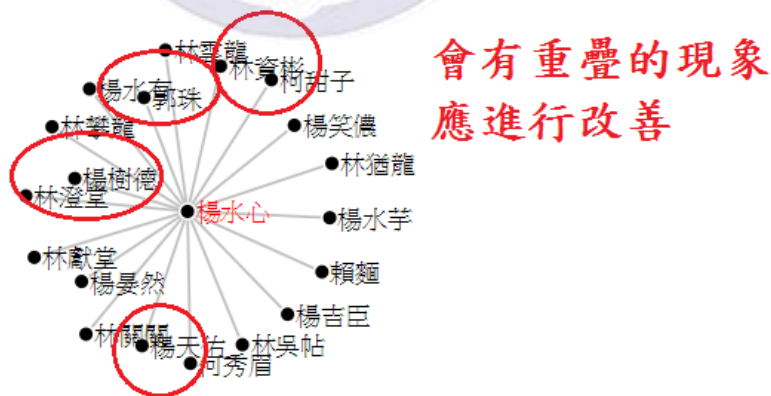 林雲龍
林資彬
柯甜子
會有重疊的現象
應進行改善
楊水有
郭珠
楊笑儂
林攀龍
林猶龍
楊樹德
林澄堂
楊水心
楊水芋
林獻堂
楊晏然
賴麵
楊吉臣
林關關
楊天佑
林吳帖
何秀眉